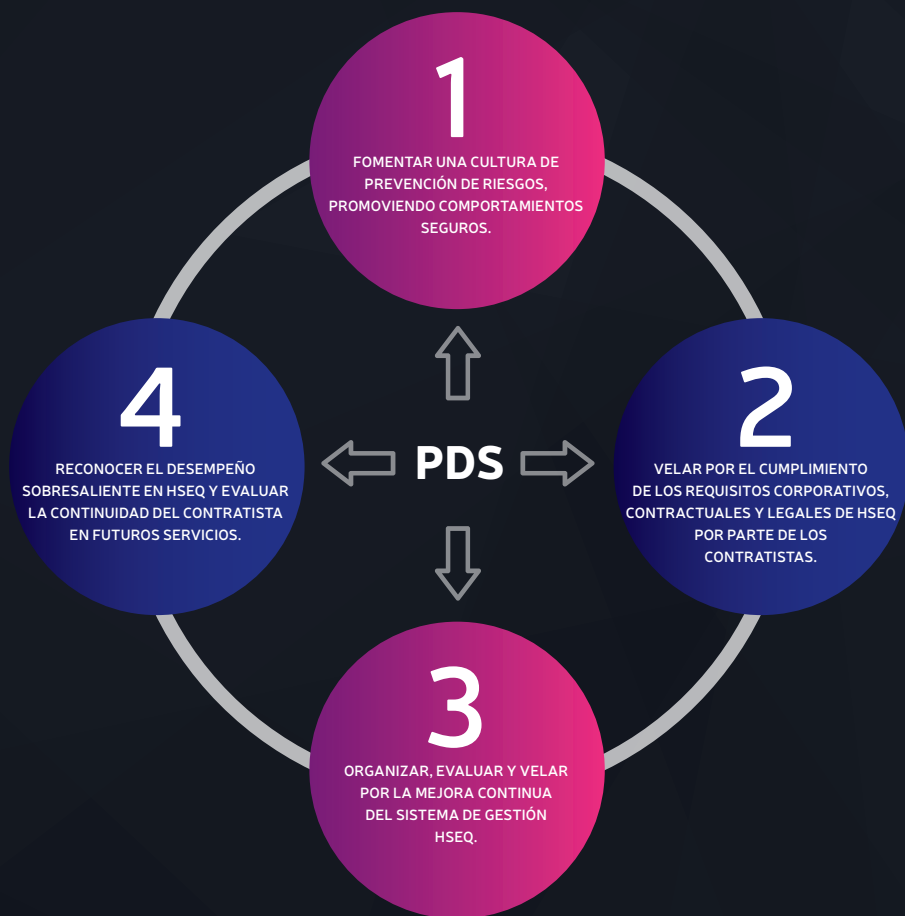 1
FOMENTAR UNA CULTURA DE
PREVENCIÓN DE RIESGOS,
PROMOVIENDO COMPORTAMIENTOS
SEGUROS.
4
RECONOCER EL DESEMPEÑO
SOBRESALIENTE EN HSEQ Y EVALUAR
LA CONTINUIDAD DEL CONTRATISTA
EN FUTUROS SERVICIOS.
PDS
2
VELAR POR EL CUMPLIMIENTO
DE LOS REQUISITOS CORPORATIVOS,
CONTRACTUALES Y LEGALES DE HSEQ
POR PARTE DE LOS
CONTRATISTAS.
3
ORGANIZAR, EVALUAR Y VELAR
POR LA MEJORA CONTINUA
DEL SISTEMA DE GESTIÓN
HSEQ.